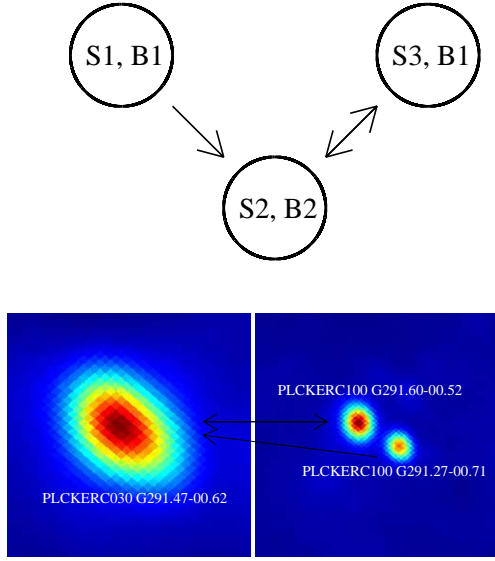 S1, B1
S3, B1
S2, B2
PLCKERC100 G291.60-00.52
PLCKERC100 G291.27-00.71
PLCKERC030 G291.47-00.62